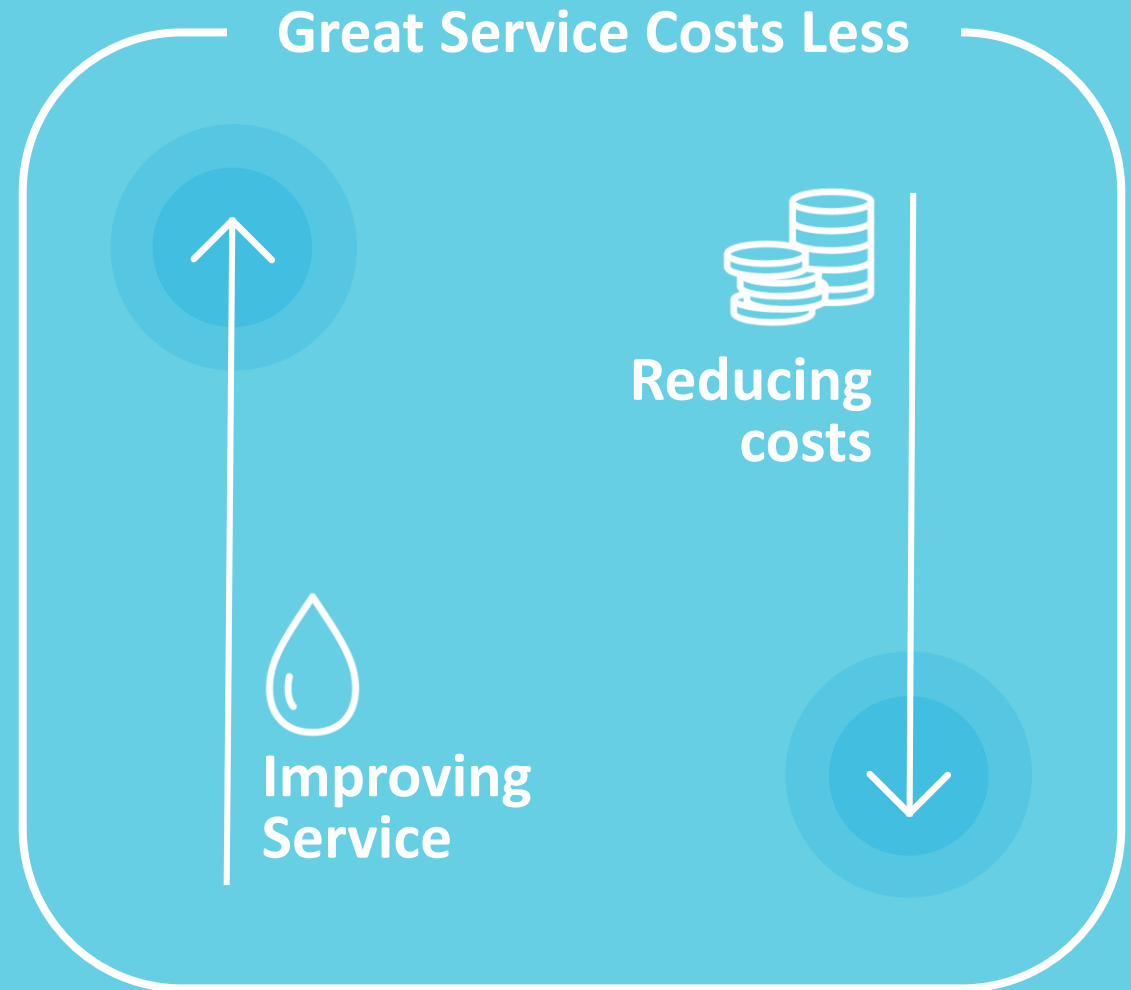 Great Service Costs Less
Reducing
costs
Improving
Service